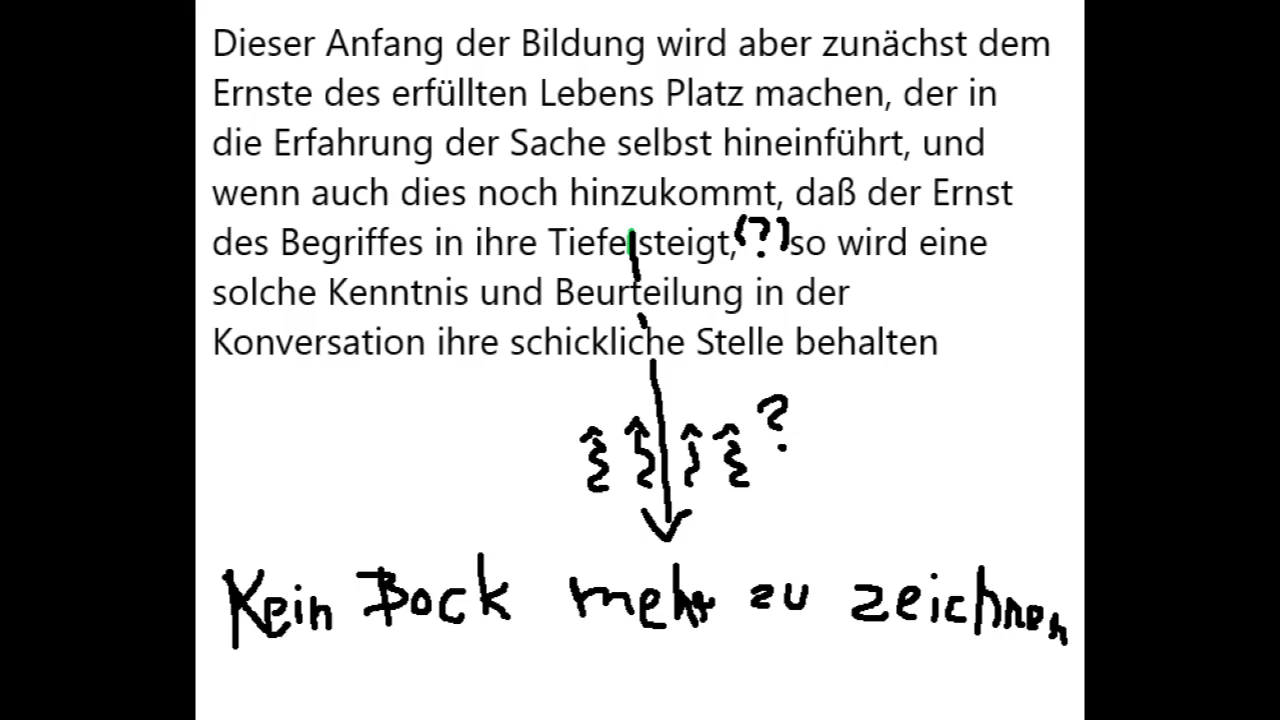 Dieser Anfang der Bildung wird aber zunächst dem
Ernste des erfüllten Lebens Platz machen, der in
die Erfahrung der Sache selbst hineinführt, und
wenn auch dies noch hinzukommt, daß der Ernst
des Begriffes in ihre Tiefe steigt, (?) so wird eine
solche Kenntnis und Beurteilung in der
Konversation ihre schickliche Stelle behalten
?
Kein Bock mehr zu zeichnen